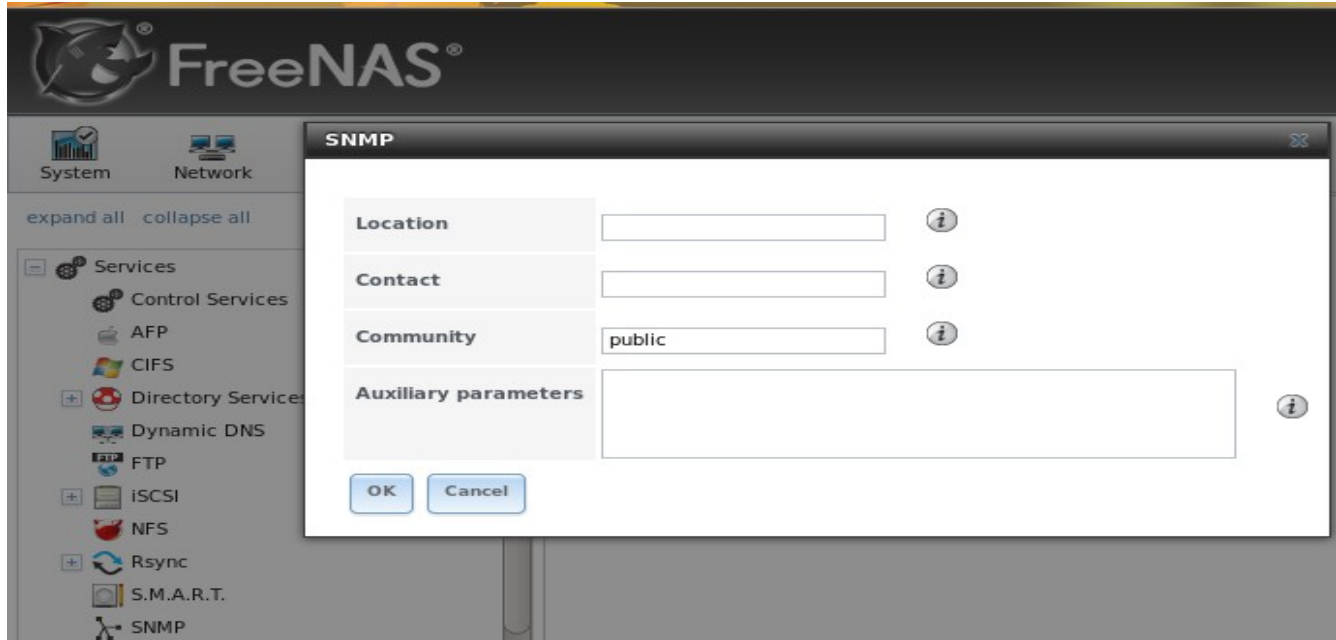 FreeNAS®
System
Network
expand all collapse all
Services
Control Services
AFP
CIFS
Directory Services
Dynamic DNS
FTP
iSCSI
NFS
Rsync
S.M.A.R.T.
SNMP
SNMP
Location
Contact
Community
public
Auxiliary parameters
OK
Cancel